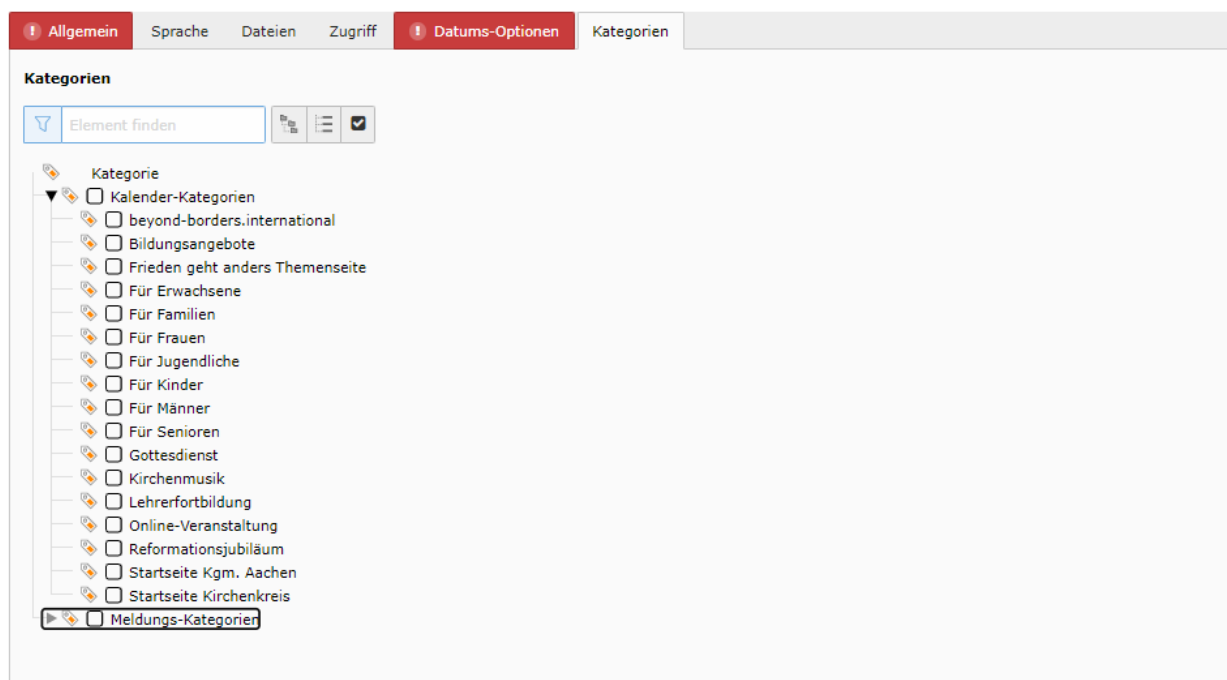 Allgemein Sprache Dateien Zugriff Datums-Optionen Kategorien
Kategorien
Element finden
Kategorie
Kalender-Kategorien
beyond-borders.international
Bildungsangebote
Frieden geht anders Themenseite
Für Erwachsene
Für Familien
Für Frauen
Für Jugendliche
Für Kinder
Für Männer
Für Senioren
Gottesdienst
Kirchenmusik
Lehrerfortbildung
Online-Veranstaltung
Reformationsjubiläum
Startseite Kgm. Aachen
Startseite Kirchenkreis
Meldungs-Kategorien